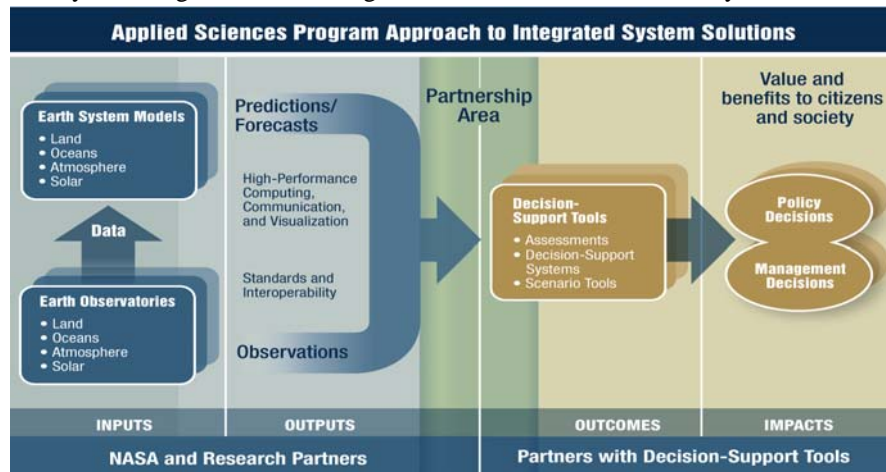 Applied Sciences Program Approach to Integrated System Solutions
Earth System Models
• Land
• Oceans
• Atmosphere
• Solar
Data
Earth Observatories
• Land
• Oceans
• Atmosphere
• Solar
Predictions/
Forecasts
High-Performance
Computing,
Communication,
and Visualization
Standards and
Interoperability
Observations
Partnership
Area
Decision-
Support Tools
• Assessments
• Decision-Support
Systems
• Scenario Tools
Value and
benefits to citizens
and society
Policy
Decisions
Management
Decisions
INPUTS
OUTPUTS
OUTCOMES
IMPACTS
NASA and Research Partners
Partners with Decision-Support Tools